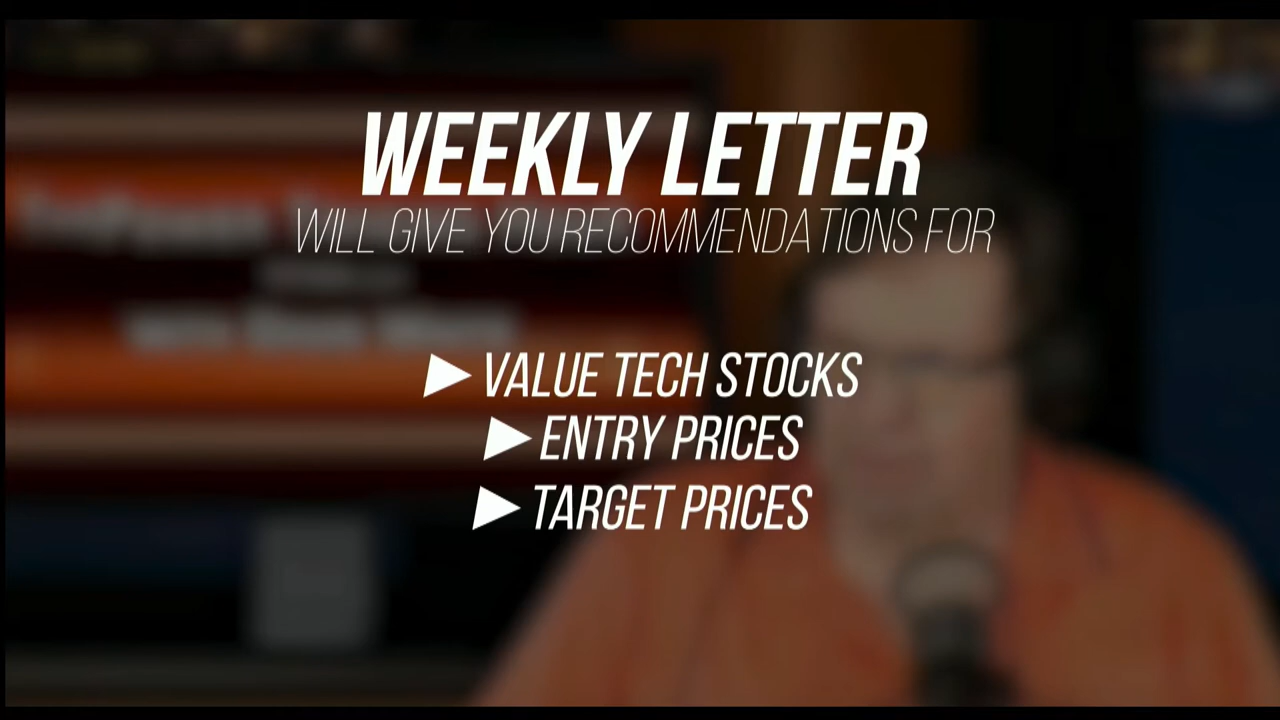 WEEKLY LETTER
WILL GIVE YOU RECOMMENDATIONS FOR
▶ VALUE TECH STOCKS
▶ ENTRY PRICES
▶ TARGET PRICES